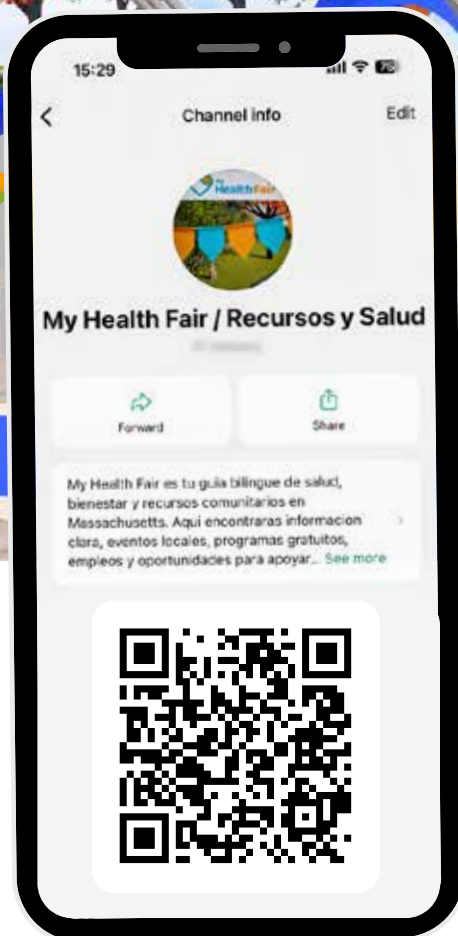 15:29
78
Channel info
Edit
My HealthFair
My Health Fair / Recursos y Salud
Forward
Share
My Health Fair es tu guia bilingue de salud,
bienestar y recursos comunitarios en
Massachusetts. Aqui encontraras informacion
clara, eventos locales, programas gratuitos,
empleos y oportunidades para apoyar... See more